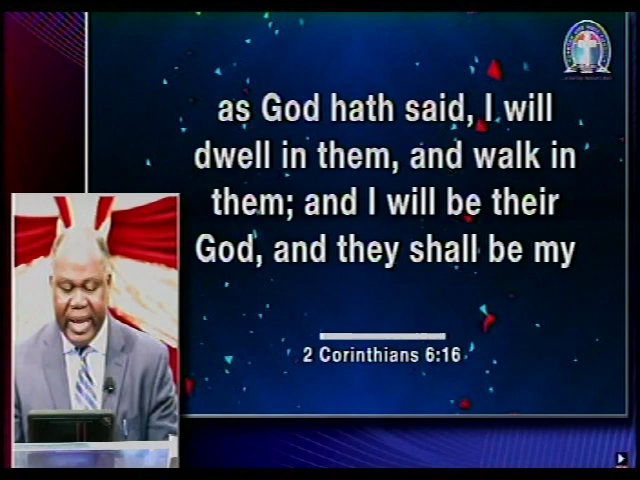 as God hath said, I will
dwell in them, and walk in
them; and I will be their
God, and they shall be my
2 Corinthians 6:16